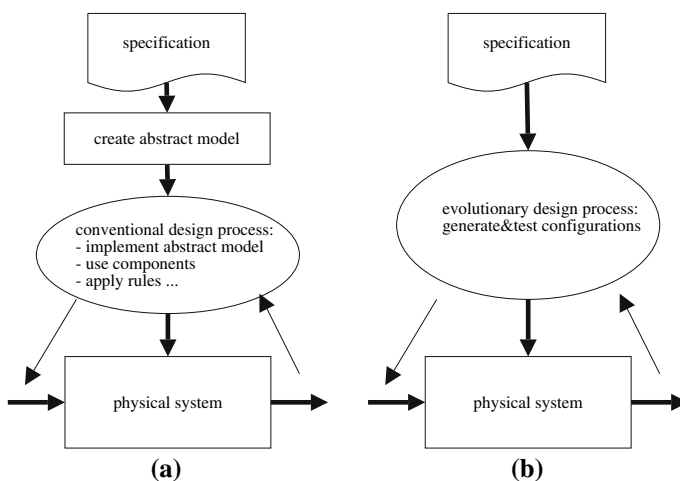 specification
create abstract model
conventional design process:
- implement abstract model
- use components
- apply rules ...
physical system
(a)
specification
evolutionary design process:
generate&test configurations
physical system
(b)